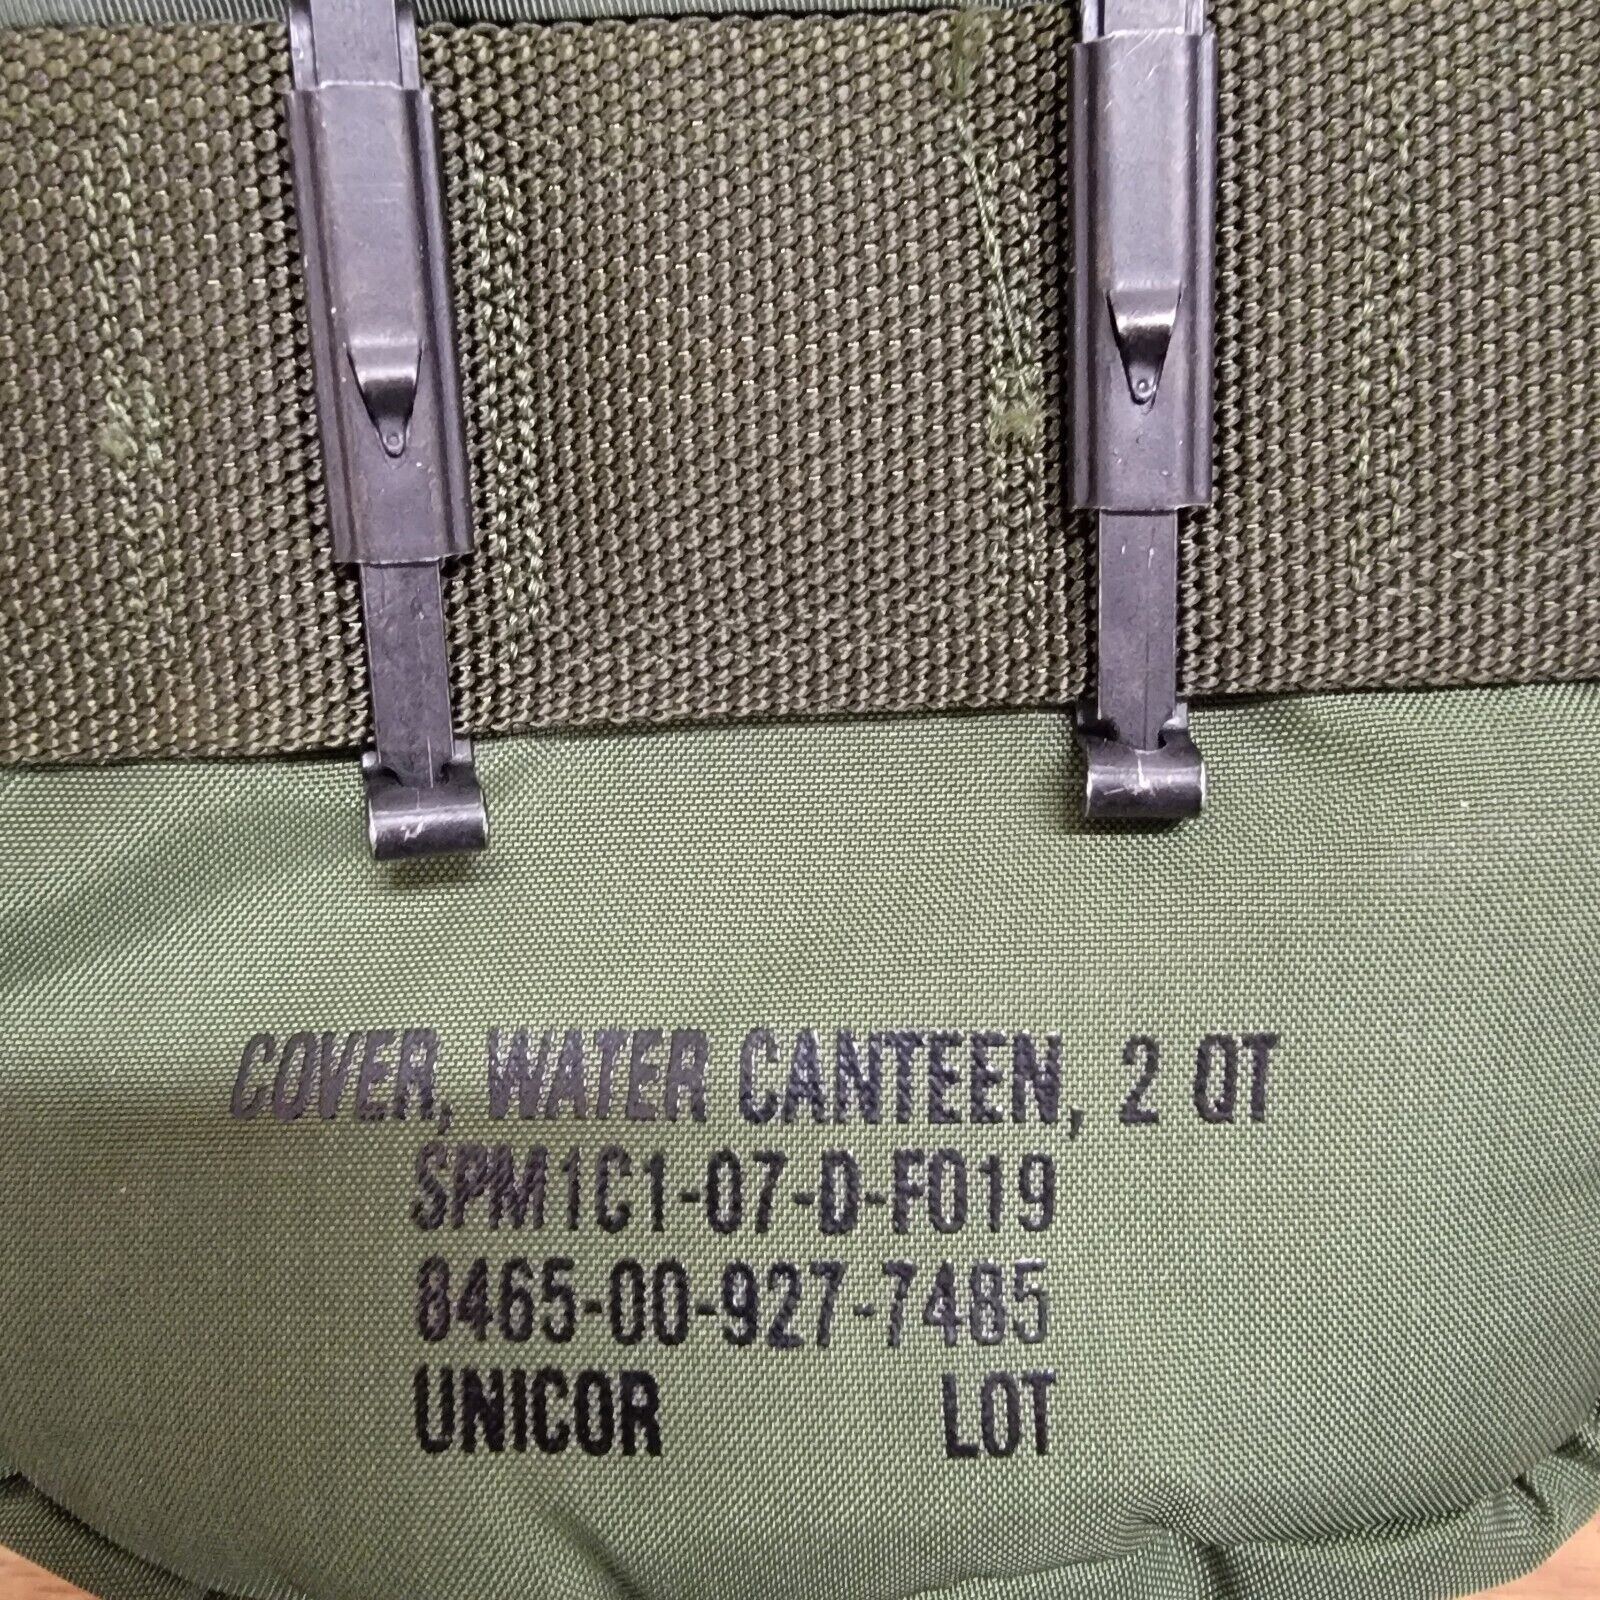 COVER, WATER CANTEEN, 2 QT
SPM1C1-07-D-F019
8465-00-927-7485
UNICOR LOT